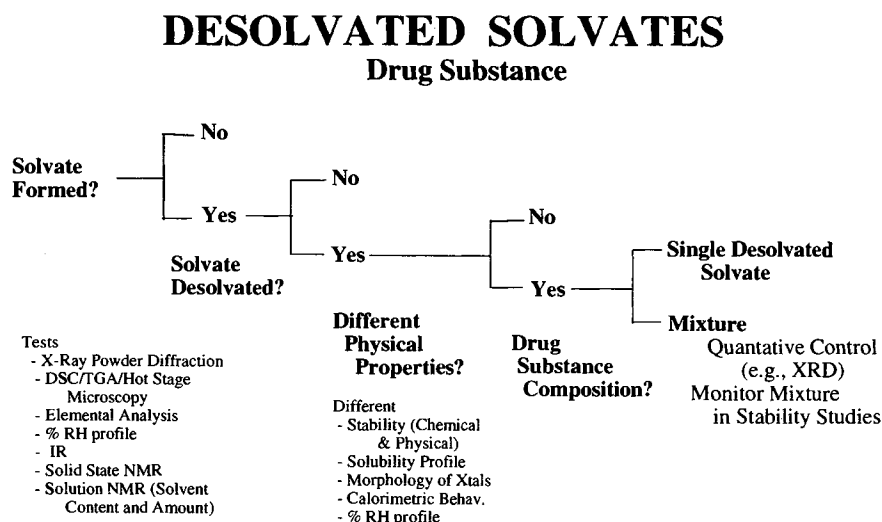 DESOLVATED SOLVATES
Drug Substance
No
Solvate
Formed?
Yes
No
Solvate
Desolvated?
Yes
No
Different
Physical
Properties?
Yes
Drug
Substance
Composition?
Single Desolvated
Solvate
Mixture
Quantative Control
(e.g., XRD)
Monitor Mixture
in Stability Studies
Tests
- X-Ray Powder Diffraction
- DSC/TGA/Hot Stage
Microscopy
- Elemental Analysis
- % RH profile
- IR
- Solid State NMR
- Solution NMR (Solvent
Content and Amount)
Different
- Stability (Chemical
& Physical)
- Solubility Profile
- Morphology of Xtals
- Calorimetric Behav.
- % RH profile